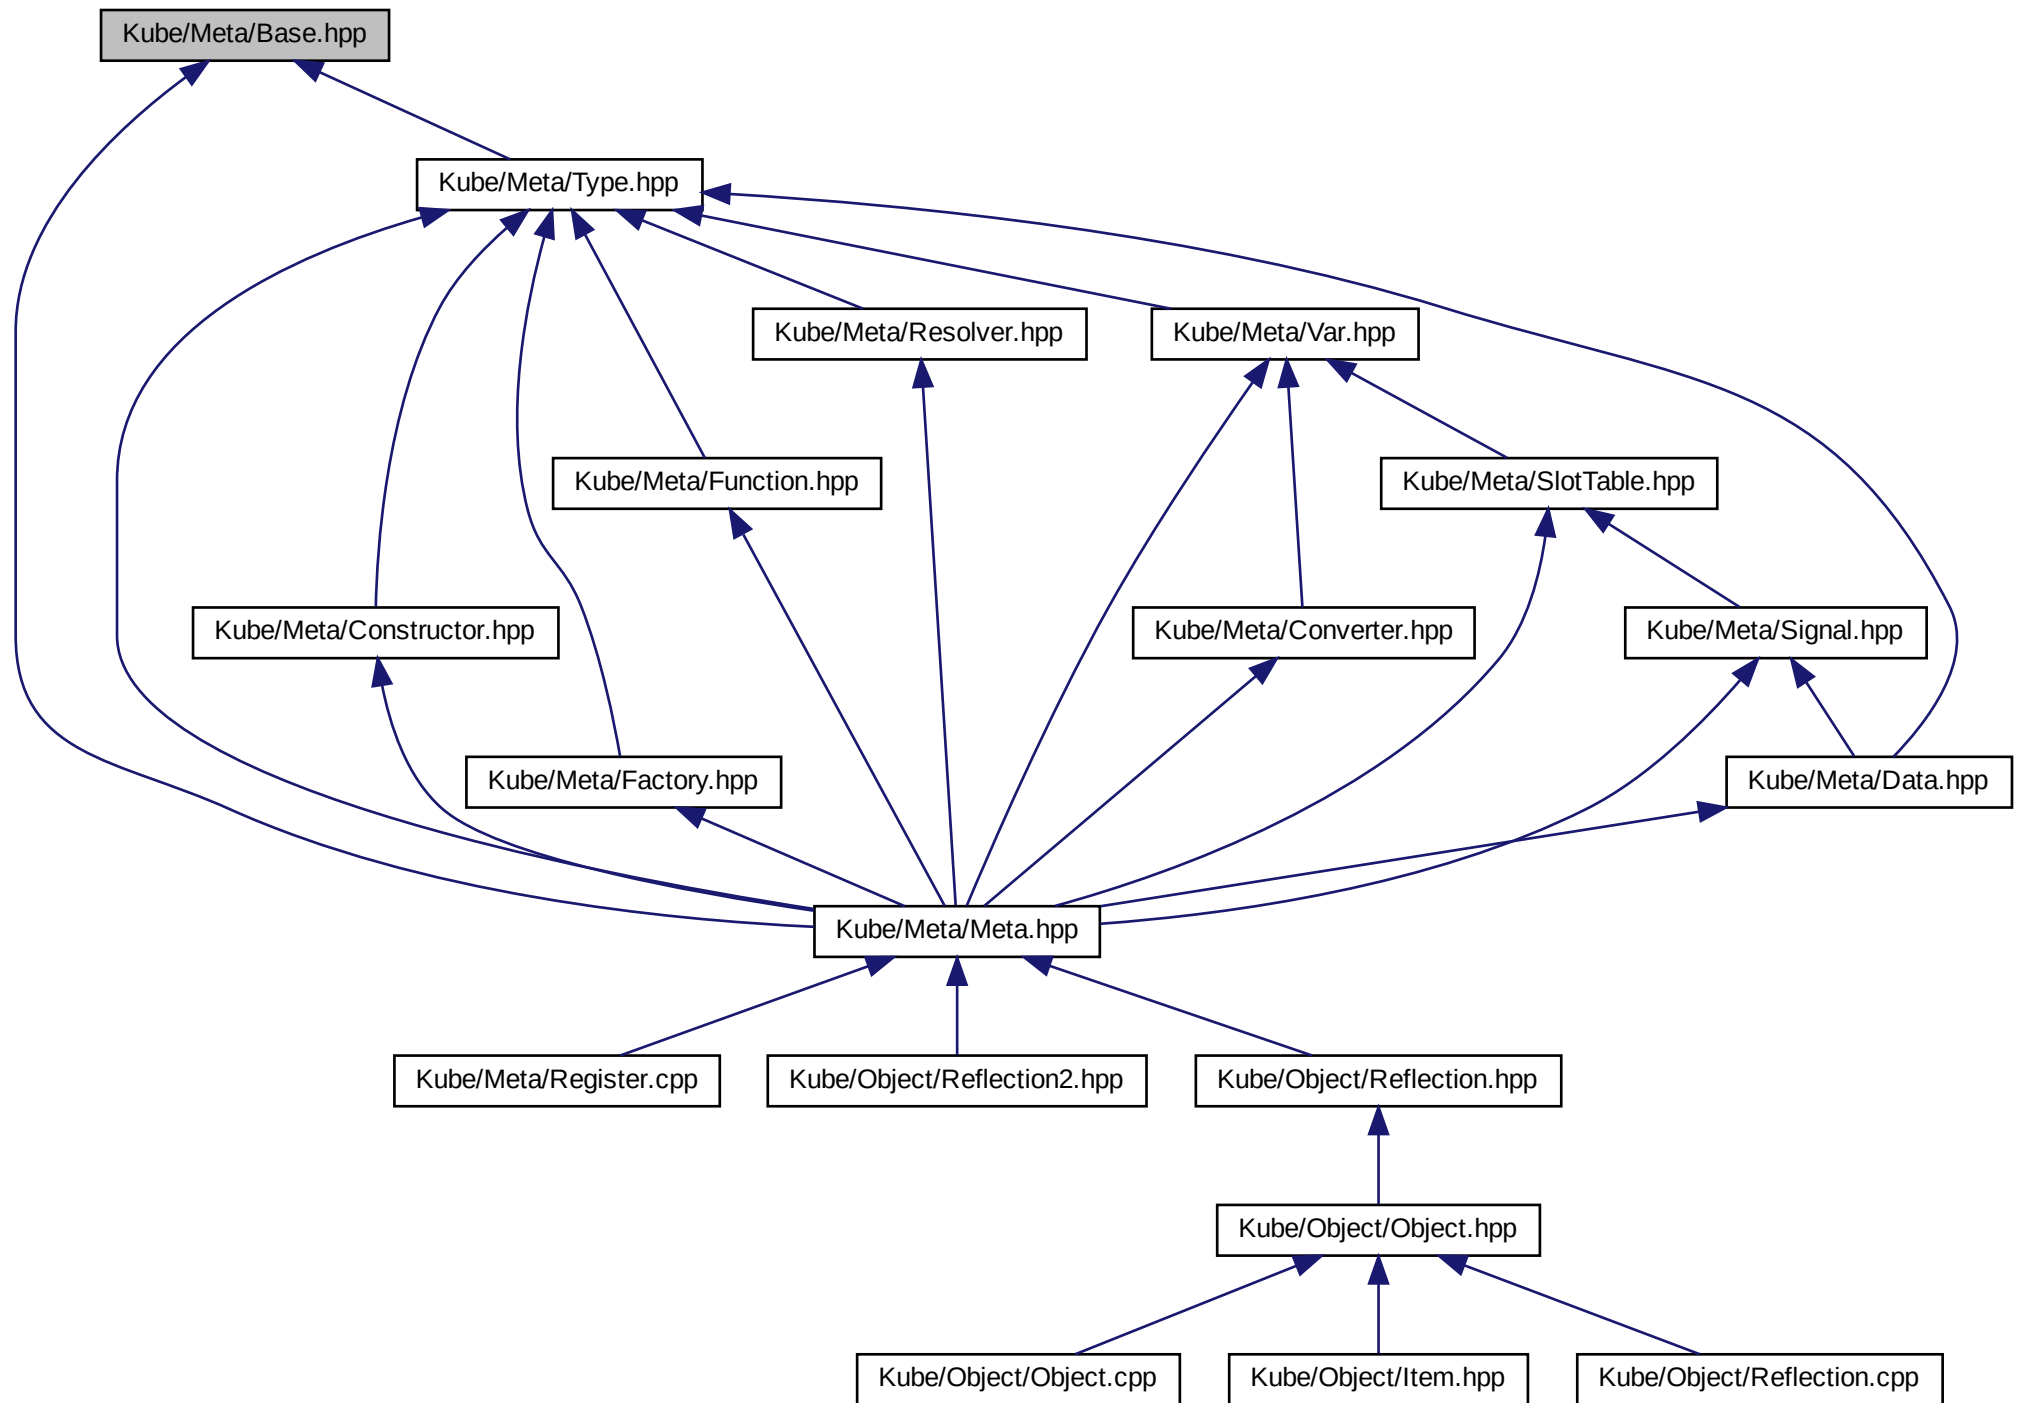 Kube/Meta/Base.hpp
Kube/Meta/Type.hpp
Kube/Meta/Resolver.hpp
Kube/Meta/Var.hpp
Kube/Meta/Function.hpp
Kube/Meta/SlotTable.hpp
Kube/Meta/Constructor.hpp
Kube/Meta/Converter.hpp
Kube/Meta/Signal.hpp
Kube/Meta/Factory.hpp
Kube/Meta/Data.hpp
Kube/Meta/Meta.hpp
Kube/Meta/Register.cpp
Kube/Object/Reflection2.hpp
Kube/Object/Reflection.hpp
Kube/Object/Object.hpp
Kube/Object/Object.cpp
Kube/Object/Item.hpp
Kube/Object/Reflection.cpp